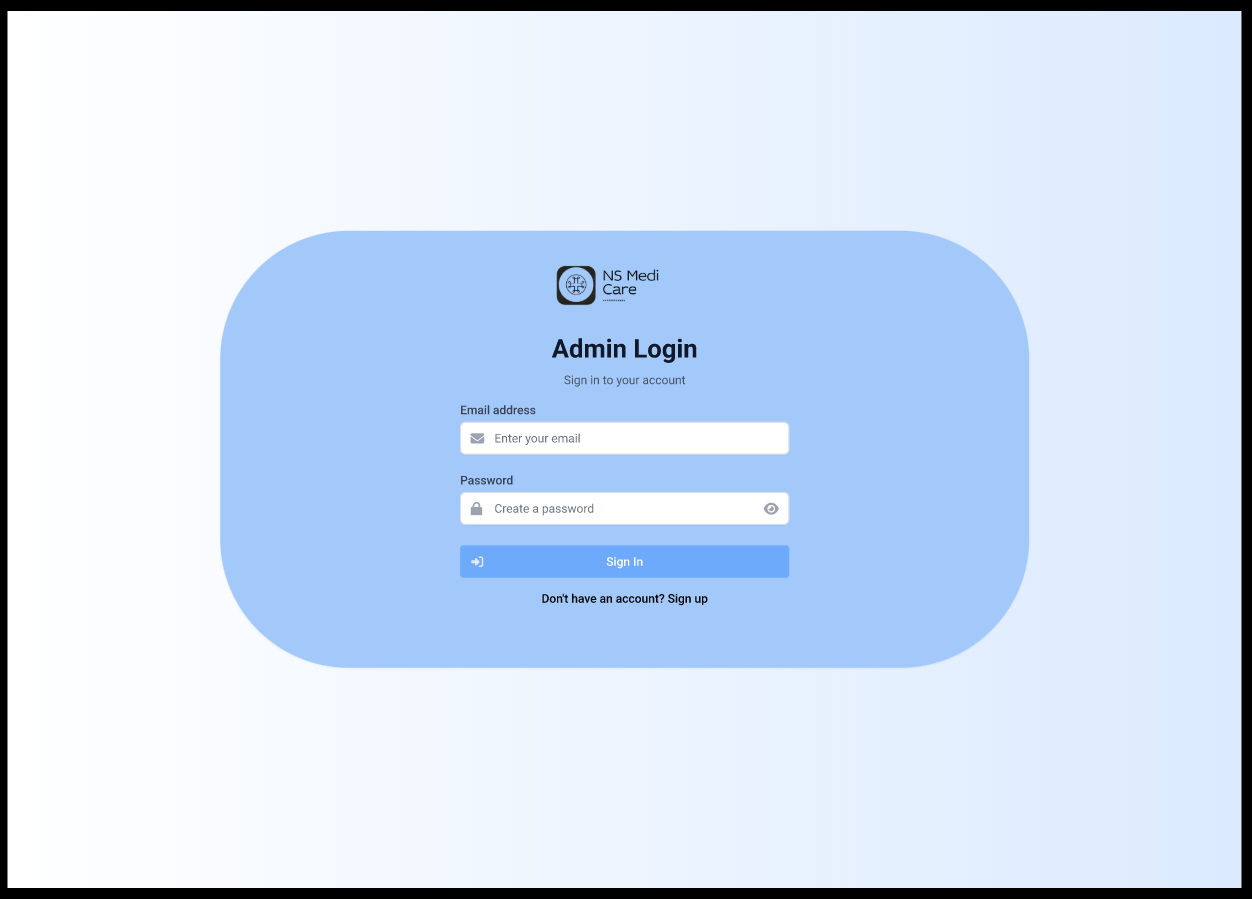 NS Medi
Care
Admin Login
Sign in to your account
Email address
Enter your email
Password
Create a password
Sign In
Don't have an account? Sign up